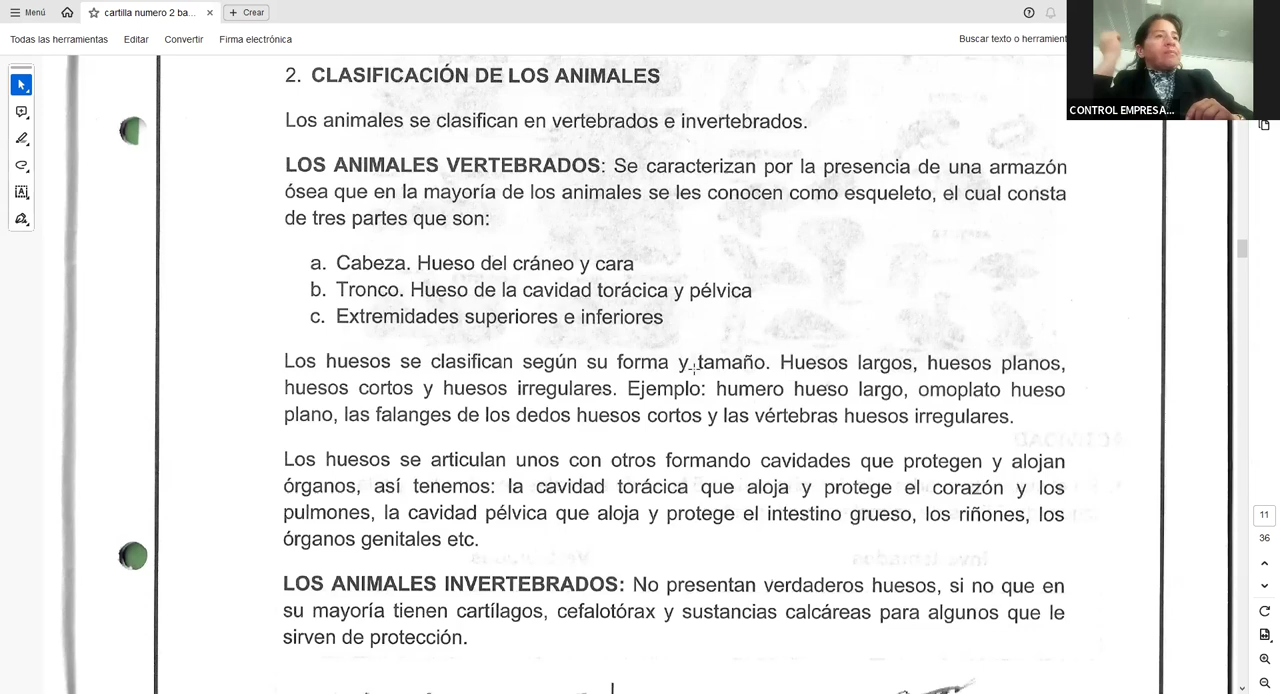 Menú
cartilla numero 2 ba...
Crear
Todas las herramientas
Editar
Convertir
Firma electrónica
Buscar texto o herramient
CONTROL EMPRESA...
2. CLASIFICACIÓN DE LOS ANIMALES
Los animales se clasifican en vertebrados e invertebrados.
LOS ANIMALES VERTEBRADOS: Se caracterizan por la presencia de una armazón
ósea que en la mayoría de los animales se les conocen como esqueleto, el cual consta
de tres partes que son:
a. Cabeza. Hueso del cráneo y cara
b. Tronco. Hueso de la cavidad torácica y pélvica
c. Extremidades superiores e inferiores
Los huesos se clasifican según su forma y tamaño. Huesos largos, huesos planos,
huesos cortos y huesos irregulares. Ejemplo: humero hueso largo, omoplato hueso
plano, las falanges de los dedos huesos cortos y las vértebras huesos irregulares.
Los huesos se articulan unos con otros formando cavidades que protegen y alojan
órganos, así tenemos: la cavidad torácica que aloja y protege el corazón y los
pulmones, la cavidad pélvica que aloja y protege el intestino grueso, los riñones, los
órganos genitales etc.
LOS ANIMALES INVERTEBRADOS: No presentan verdaderos huesos, si no que en
su mayoría tienen cartílagos, cefalotórax y sustancias calcáreas para algunos que le
sirven de protección.
11
36